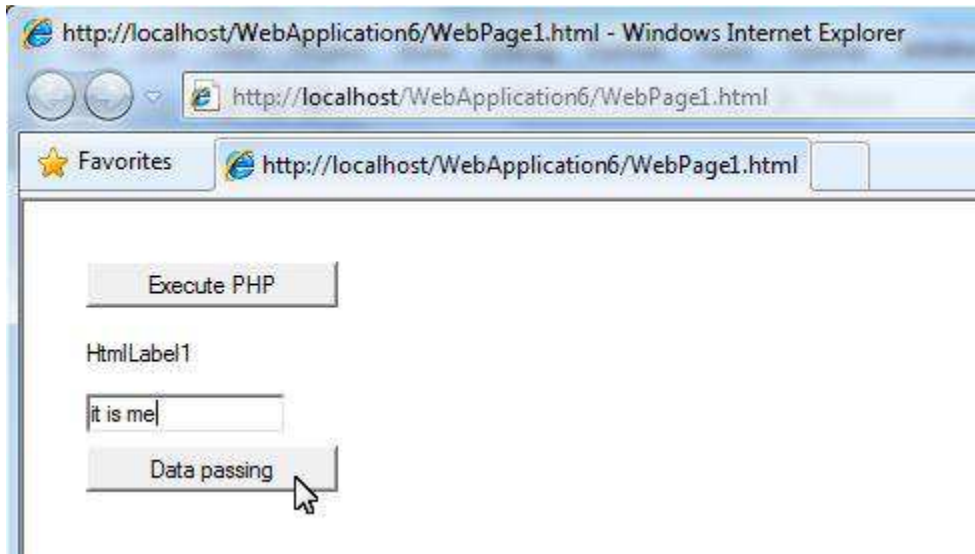 http://localhost/WebApplication6/WebPage1.html - Windows Internet Explorer
http://localhost/WebApplication6/WebPage1.html
Favorites http://localhost/WebApplication6/WebPage1.html
Execute PHP
HtmlLabel1
it is me
Data passing